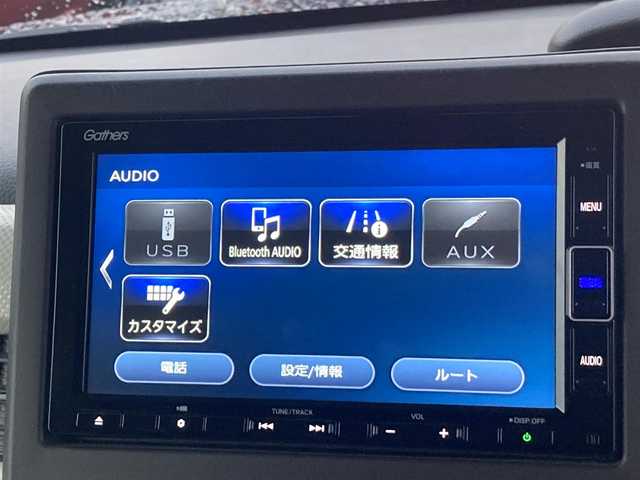 Gathers
AUDIO
USB
Bluetooth AUDIO
交通情報
AUX
カスタマイズ
電話
設定/情報
ルート
MENU
AUDIO
TUNE/TRACK
VOL
DISP:OFF